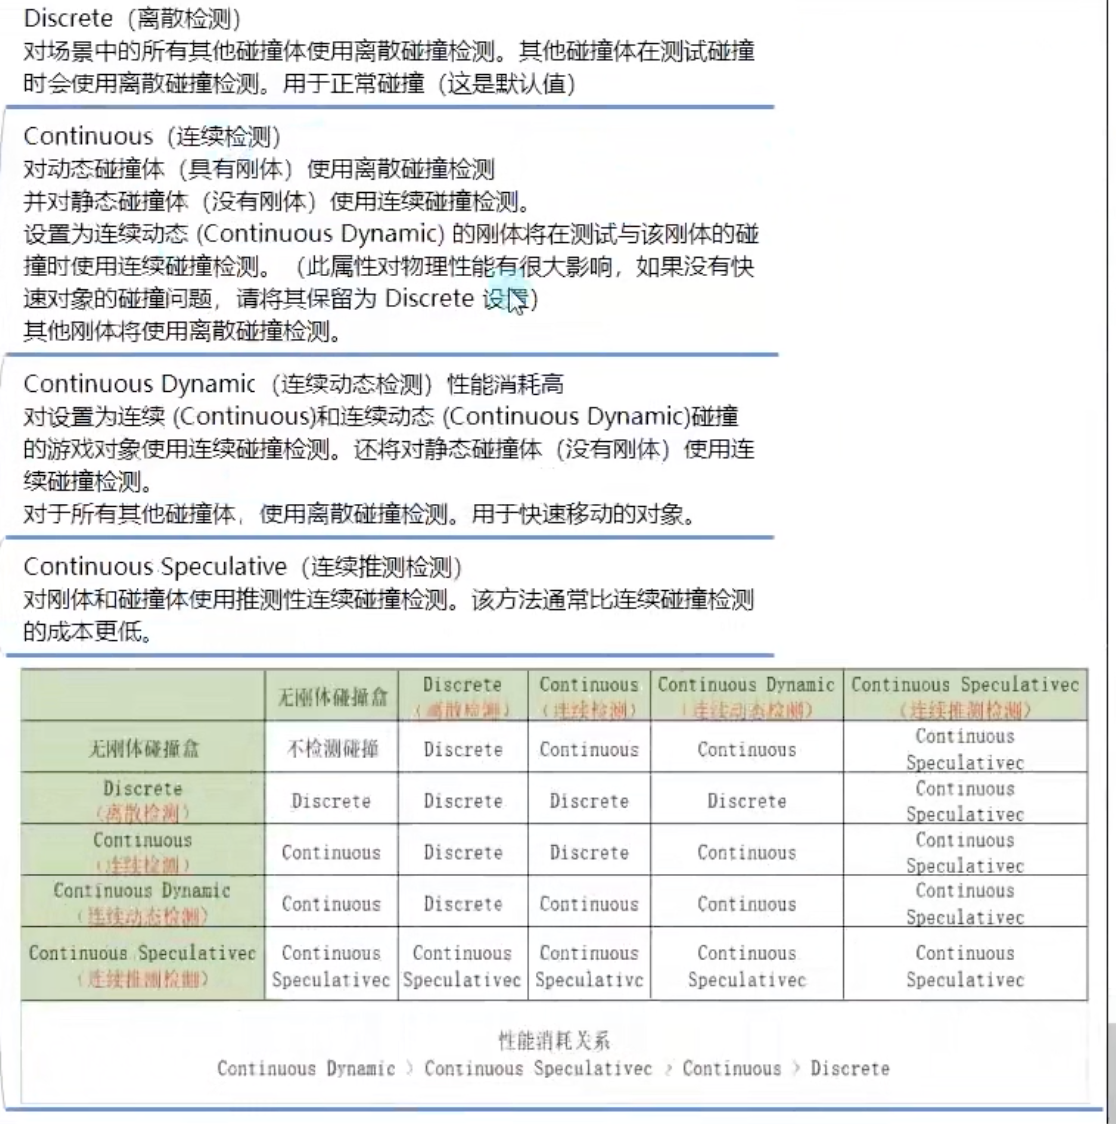 Discrete（离散检测）
对场景中的所有其他碰撞体使用离散碰撞检测。其他碰撞体在测试碰撞
时会使用离散碰撞检测。用于正常碰撞（这是默认值）
Continuous（连续检测）
对动态碰撞体（具有刚体）使用离散碰撞检测
并对静态碰撞体（没有刚体）使用连续碰撞检测。
设置为连续动态 (Continuous Dynamic) 的刚体将在测试与该刚体的碰
撞时使用连续碰撞检测。（此属性对物理性能有很大影响，如果没有快
速对象的碰撞问题，请将其保留为 Discrete 设置）
其他刚体将使用离散碰撞检测。
Continuous Dynamic（连续动态检测）性能消耗高
对设置为连续 (Continuous)和连续动态 (Continuous Dynamic)碰撞
的游戏对象使用连续碰撞检测。还将对静态碰撞体（没有刚体）使用连
续碰撞检测。
对于所有其他碰撞体，使用离散碰撞检测。用于快速移动的对象。
Continuous Speculative（连续推测检测）
对刚体和碰撞体使用推测性连续碰撞检测。该方法通常比连续碰撞检测
的成本更低。
无刚体碰撞盒 Discrete Continuous Continuous Dynamic Continuous Speculativec
（离散检测） （连续检测） （连续动态检测） （连续推测检测）
无刚体碰撞盒 不检测碰撞 Discrete Continuous Continuous Continuous
Speculativec
Discrete Discrete Discrete Discrete Discrete Continuous
（离散检测） Speculativec
Continuous Continuous Discrete Discrete Continuous Continuous
（连续检测） Speculativec
Continuous Dynamic Continuous Discrete Continuous Continuous Continuous
（连续动态检测） Speculativec
Continuous Speculativec Continuous Continuous Continuous Continuous Continuous
（连续推测检测） Speculativec Speculativec Speculativc Speculativec Speculativec
性能消耗关系
Continuous Dynamic > Continuous Speculativec > Continuous > Discrete